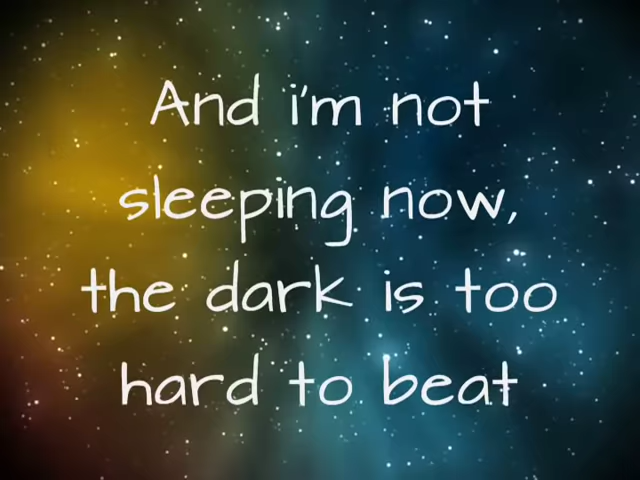 And i'm not
sleeping now,
the dark is too
hard to beat